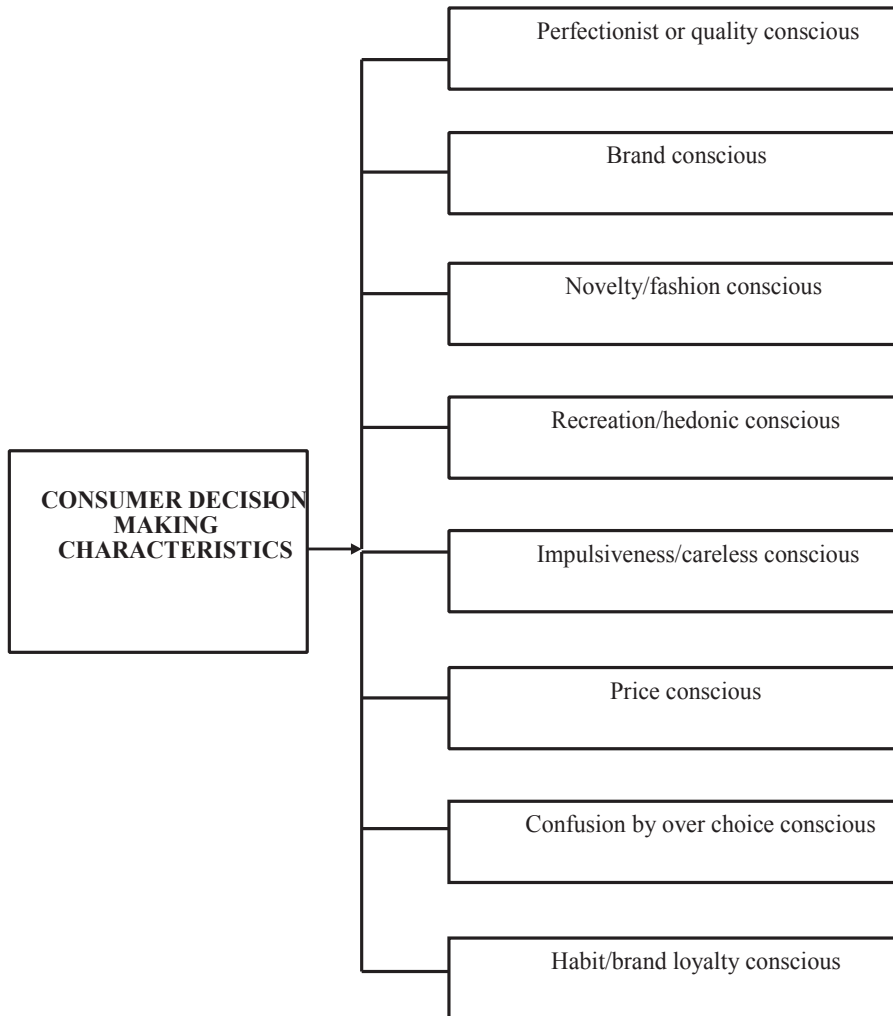 Perfectionist or quality conscious
Brand conscious
Novelty/fashion conscious
Recreation/hedonic conscious
CONSUMER DECISION-
MAKING
CHARACTERISTICS
Impulsiveness/careless conscious
Price conscious
Confusion by over choice conscious
Habit/brand loyalty conscious